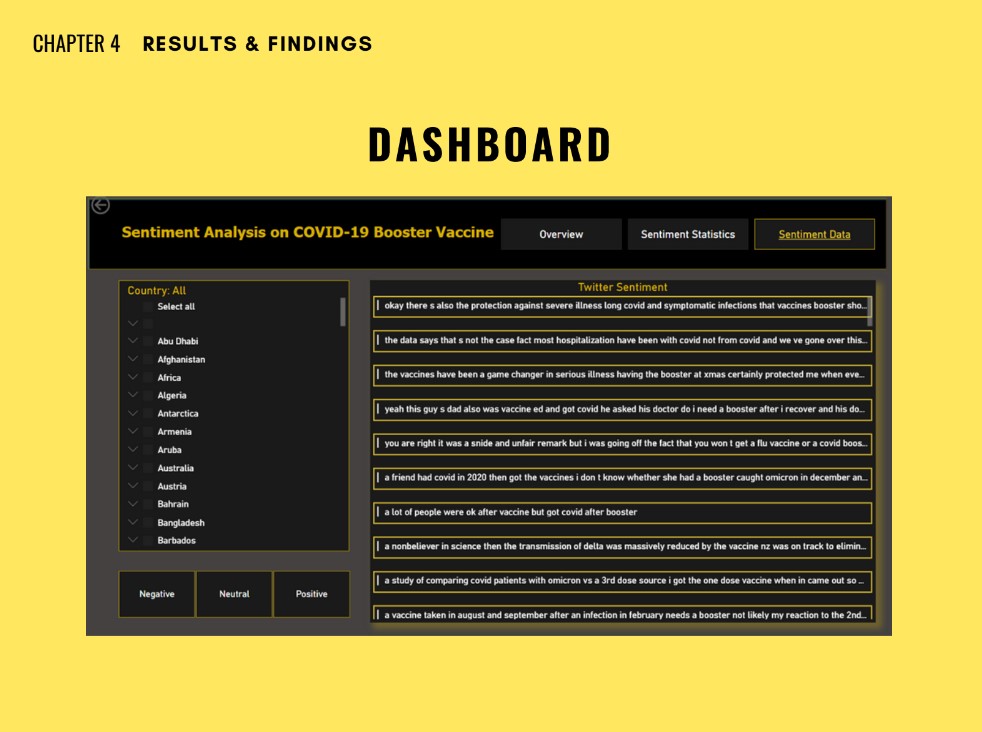 CHAPTER 4 RESULTS & FINDINGS
DASHBOARD
Sentiment Analysis on COVID-19 Booster Vaccine
Overview
Sentiment Statistics
Sentiment Data
Country: All
Select all
Abu Dhabi
Afghanistan
Africa
Algeria
Antarctica
Armenia
Aruba
Australia
Austria
Bahrain
Bangladesh
Barbados
Negative
Neutral
Positive
Twitter Sentiment
okay there s also the protection against severe illness long covid and symptomatic infections that vaccines booster sho...
the data says that s not the case fact most hospitalization have been with covid not from covid and we ve gone over this...
the vaccines have been a game changer in serious illness having the booster at xmas certainly protected me when eve...
yeah this guy s dad also was vaccine ed and got covid he asked his doctor do i need a booster after i recover and his do...
you are right it was a snide and unfair remark but i was going off the fact that you won t get a flu vaccine or a covid boos...
a friend had covid in 2020 then got the vaccines i don t know whether she had a booster caught omicron in december an...
a lot of people were ok after vaccine but got covid after booster
a nonbeliever in science then the transmission of delta was massively reduced by the vaccine nz was on track to elimin...
a study of comparing covid patients with omicron vs a 3rd dose source i got the one dose vaccine when in came out so ...
a vaccine taken in august and september after an infection in february needs a booster not likely my reaction to the 2nd...